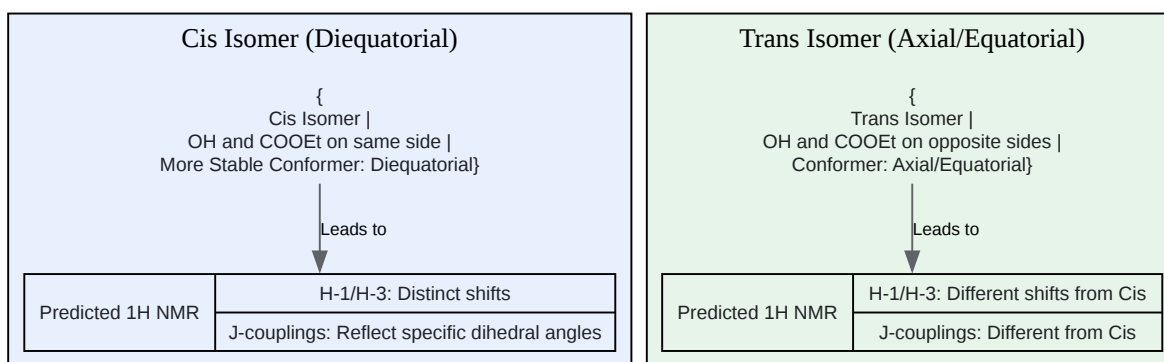 Cis Isomer (Diequatorial)
{
Cis Isomer |
OH and COOEt on same side |
More Stable Conformer: Diequatorial}
Leads to
Predicted 1H NMR
H-1/H-3: Distinct shifts
J-couplings: Reflect specific dihedral angles
Trans Isomer (Axial/Equatorial)
{
Trans Isomer |
OH and COOEt on opposite sides |
Conformer: Axial/Equatorial}
Leads to
Predicted 1H NMR
H-1/H-3: Different shifts from Cis
J-couplings: Different from Cis